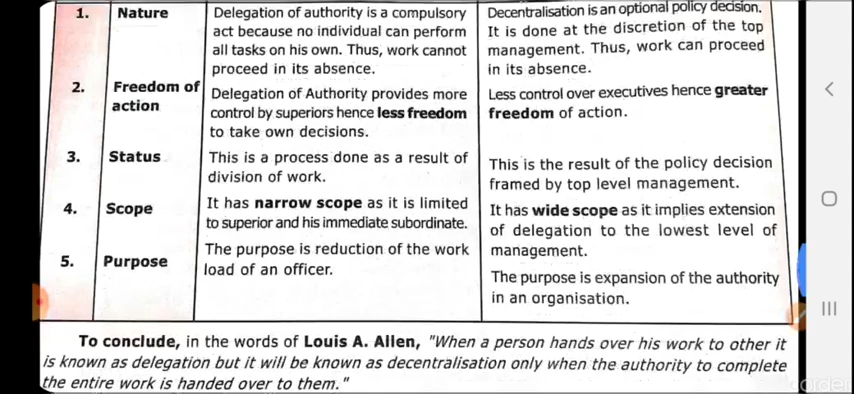 1. Nature
Delegation of authority is a compulsory
act because no individual can perform
all tasks on his own. Thus, work cannot
proceed in its absence.
Decentralisation is an optional policy decision.
It is done at the discretion of the top
management. Thus, work can proceed
in its absence.
2. Freedom of
action
Delegation of Authority provides more
control by superiors hence less freedom
to take own decisions.
Less control over executives hence greater
freedom of action.
3. Status
This is a process done as a result of
division of work.
This is the result of the policy decision
framed by top level management.
4. Scope
It has narrow scope as it is limited
to superior and his immediate subordinate.
It has wide scope as it implies extension
of delegation to the lowest level of
management.
5. Purpose
The purpose is reduction of the work
load of an officer.
The purpose is expansion of the authority
in an organisation.
To conclude, in the words of Louis A. Allen, "When a person hands over his work to other it
is known as delegation but it will be known as decentralisation only when the authority to complete
the entire work is handed over to them."